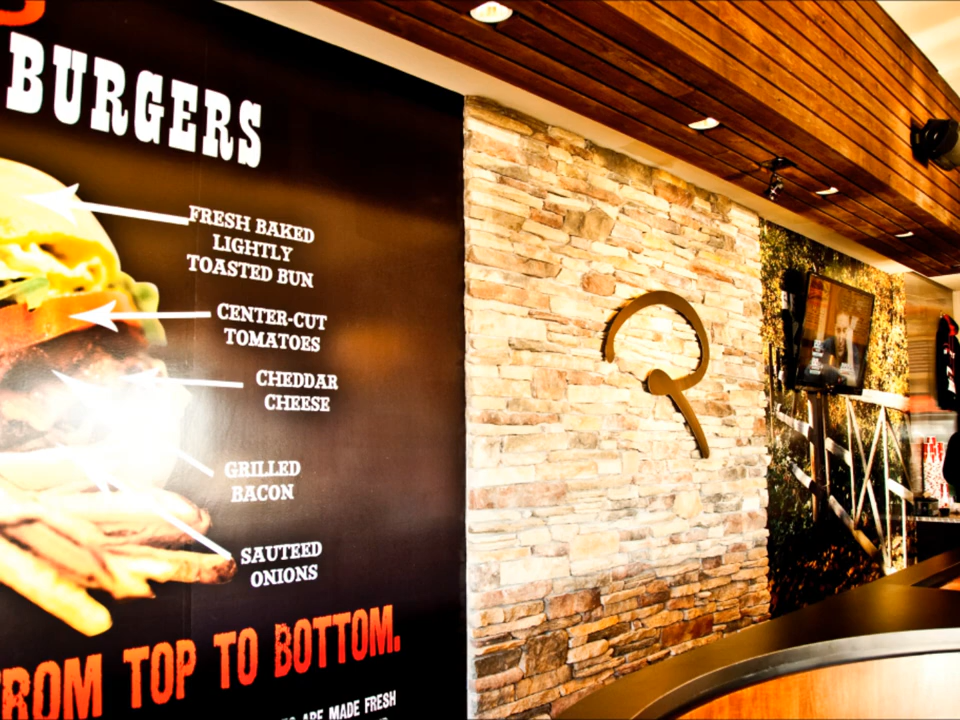 BURGERS
FRESH BAKED
LIGHTLY
TOASTED BUN
CENTER-CUT
TOMATOES
CHEDDAR
CHEESE
GRILLED
BACON
SAUTEED
ONIONS
FROM TOP TO BOTTOM.
ARE MADE FRESH